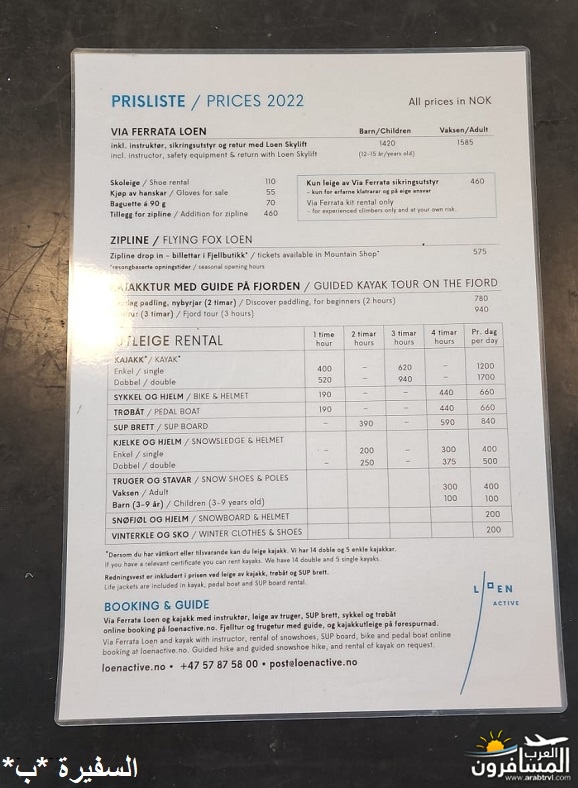 PRISLISTE / PRICES 2022
All prices in NOK
VIA FERRATA LOEN Barn/Children Vaksen/Adult
inkl. instruktør, sikringsutstyr og retur med Loen Skylift 1420 1585
incl. instructor, safety equipment & return with Loen Skylift (12-15 år/years old)
Skoleige / Shoe rental 110
Kjøp av hanskar / Gloves for sale 55
Baguette á 90 g 70
Tillegg for zipline / Addition for zipline 460
Kun leige av Via Ferrata sikringsutstyr 460
- kun for erfarne klatrarar og på eige ansvar
Via Ferrata kit rental only
- for experienced climbers only and at your own risk.
ZIPLINE / FLYING FOX LOEN
Zipline drop in - billettar i Fjellbutikk* / tickets available in Mountain Shop* 575
*sesongbaserte opningstider / seasonal opening hours
KAJAKKTUR MED GUIDE PÅ FJORDEN / GUIDED KAYAK TOUR ON THE FJORD
padling, nybyrjar (2 timar) / Discover paddling, for beginners (2 hours) 780
(3 timar) / Fjord tour (3 hours) 940
UTLEIGE RENTAL 1 time hour 2 timar hours 3 timar hours 4 timar hours Pr. dag per day
KAJAKK* / KAYAK*
Enkel / single 400 – 620 – 1200
Dobbel / double 520 – 940 – 1700
SYKKEL OG HJELM / BIKE & HELMET 190 – – 440 660
TRØBÅT / PEDAL BOAT 190 – – 440 660
SUP BRETT / SUP BOARD – 390 – 590 840
KJELKE OG HJELM / SNOWSLEDGE & HELMET
Enkel / single – 200 – 300 400
Dobbel / double – 250 – 375 500
TRUGER OG STAVAR / SNOW SHOES & POLES
Vaksen / Adult 300 400
Barn (3-9 år) / Children (3-9 years old) 100 100
SNØFJØL OG HJELM / SNOWBOARD & HELMET 200
VINTERKLE OG SKO / WINTER CLOTHES & SHOES 200
*Dersom du har våttkort eller tilsvarande kan du leige kajakk. Vi har 14 doble og 5 enkle kajakkar.
If you have a relevant certificate you can rent kayaks. We have 14 double and 5 single kayaks.
Redningsvest er inkludert i prisen ved leige av kajakk, trøbåt og SUP brett.
Life jackets are included in kayak, pedal boat and SUP board rental.
BOOKING & GUIDE
Via Ferrata Loen og kajakk med instruktør, leige av truger, SUP brett, sykkel og trøbåt
online booking på loenactive.no. Fjelltur og trugetur med guide, og kajakkutleige på førespurnad.
Via Ferrata Loen and kayak with instructor, rental of snowshoes, SUP board, bike and pedal boat online
booking at loenactive.no. Guided hike and guided snowshoe hike, and rental of kayak on request.
loenactive.no • +47 57 87 58 00 • post@loenactive.no
LOEN
ACTIVE
السفيرة *ب*
العرب
المسافرون
www.arabtrvl.com